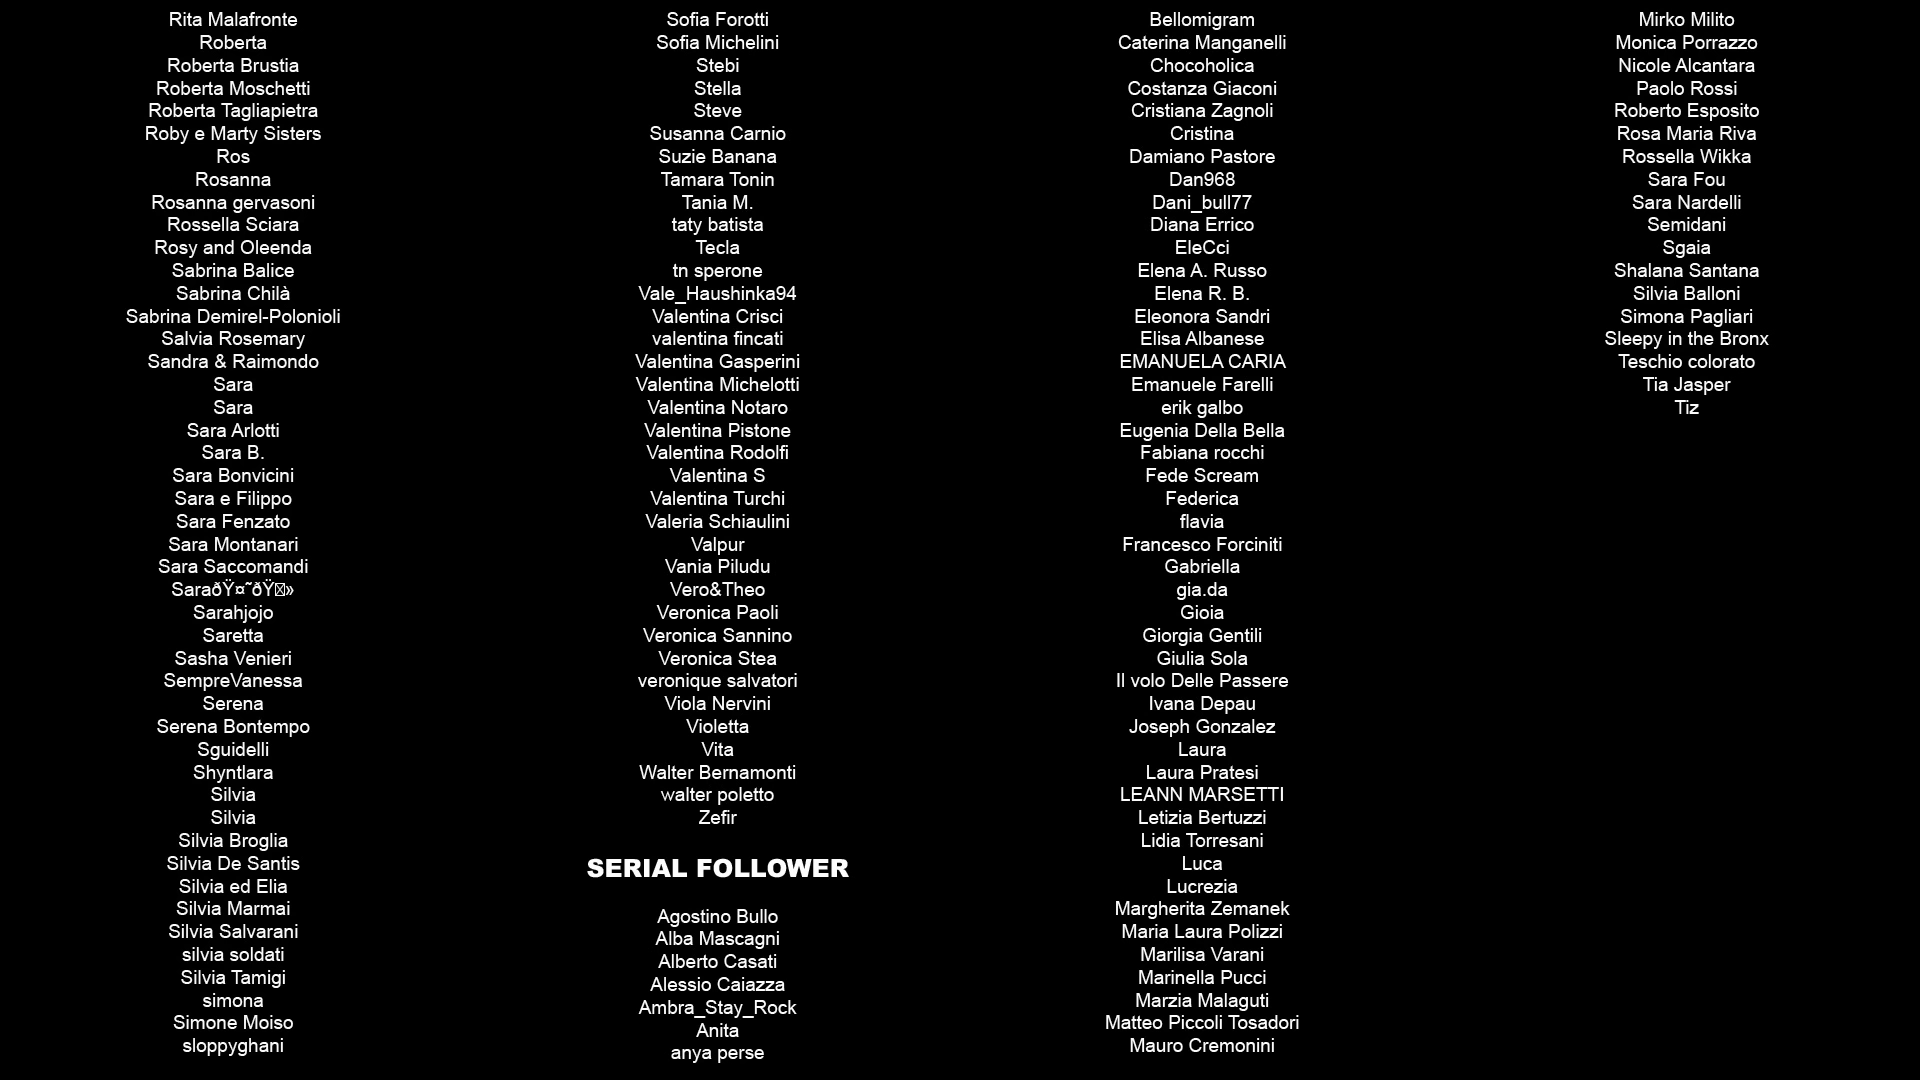 Rita Malafronte
Roberta
Roberta Brustia
Roberta Moschetti
Roberta Tagliapietra
Roby e Marty Sisters
Ros
Rosanna
Rosanna gervasoni
Rossella Sciara
Rosy and Oleenda
Sabrina Balice
Sabrina Chilà
Sabrina Demirel-Polonioli
Salvia Rosemary
Sandra & Raimondo
Sara
Sara
Sara Arlotti
Sara B.
Sara Bonvicini
Sara e Filippo
Sara Fenzato
Sara Montanari
Sara Saccomandi
SaraðŸ¤˜ðŸ»
Sarahjojo
Saretta
Sasha Venieri
SempreVanessa
Serena
Serena Bontempo
Sguidelli
Shyntlara
Silvia
Silvia
Silvia Broglia
Silvia De Santis
Silvia ed Elia
Silvia Marmai
Silvia Salvarani
silvia soldati
Silvia Tamigi
simona
Simone Moiso
sloppyghani
Sofia Forotti
Sofia Michelini
Stebi
Stella
Steve
Susanna Carnio
Suzie Banana
Tamara Tonin
Tania M.
taty batista
Tecla
tn sperone
Vale_Haushinka94
Valentina Crisci
valentina fincati
Valentina Gasperini
Valentina Michelotti
Valentina Notaro
Valentina Pistone
Valentina Rodolfi
Valentina S
Valentina Turchi
Valeria Schiaulini
Valpur
Vania Piludu
Vero&Theo
Veronica Paoli
Veronica Sannino
Veronica Stea
veronique salvatori
Viola Nervini
Violetta
Vita
Walter Bernamonti
walter poletto
Zefir
SERIAL FOLLOWER
Agostino Bullo
Alba Mascagni
Alberto Casati
Alessio Caiazza
Ambra_Stay_Rock
Anita
anya perse
Bellomigram
Caterina Manganelli
Chocoholica
Costanza Giaconi
Cristiana Zagnoli
Cristina
Damiano Pastore
Dan968
Dani_bull77
Diana Errico
EleCci
Elena A. Russo
Elena R. B.
Eleonora Sandri
Elisa Albanese
EMANUELA CARIA
Emanuele Farelli
erik galbo
Eugenia Della Bella
Fabiana rocchi
Fede Scream
Federica
flavia
Francesco Forciniti
Gabriella
gia.da
Gioia
Giorgia Gentili
Giulia Sola
Il volo Delle Passere
Ivana Depau
Joseph Gonzalez
Laura
Laura Pratesi
LEANN MARSETTI
Letizia Bertuzzi
Lidia Torresani
Luca
Lucrezia
Margherita Zemanek
Maria Laura Polizzi
Marilisa Varani
Marinella Pucci
Marzia Malaguti
Matteo Piccoli Tosadori
Mauro Cremonini
Mirko Milito
Monica Porrazzo
Nicole Alcantara
Paolo Rossi
Roberto Esposito
Rosa Maria Riva
Rossella Wikka
Sara Fou
Sara Nardelli
Semidani
Sgaia
Shalana Santana
Silvia Balloni
Simona Pagliari
Sleepy in the Bronx
Teschio colorato
Tia Jasper
Tiz